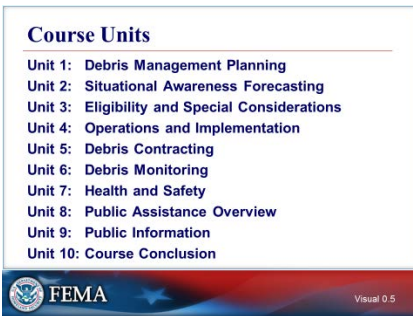 Course Units
Unit 1: Debris Management Planning
Unit 2: Situational Awareness Forecasting
Unit 3: Eligibility and Special Considerations
Unit 4: Operations and Implementation
Unit 5: Debris Contracting
Unit 6: Debris Monitoring
Unit 7: Health and Safety
Unit 8: Public Assistance Overview
Unit 9: Public Information
Unit 10: Course Conclusion
FEMA
Visual 0.5